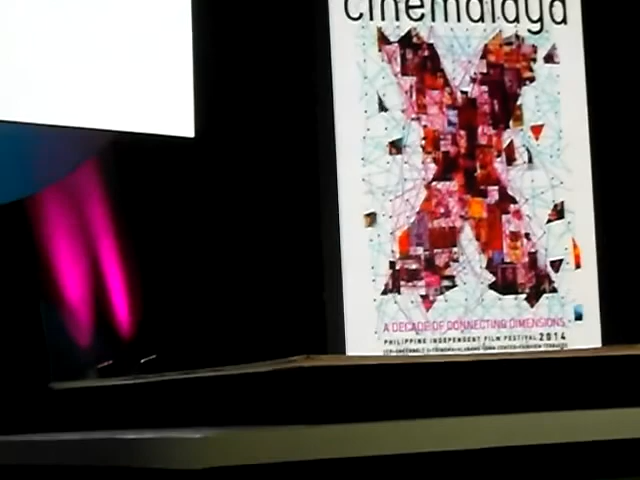 cinemalaya
A DECADE OF CONNECTING DIMENSIONS
PHILIPPINE INDEPENDENT FILM FESTIVAL 2014